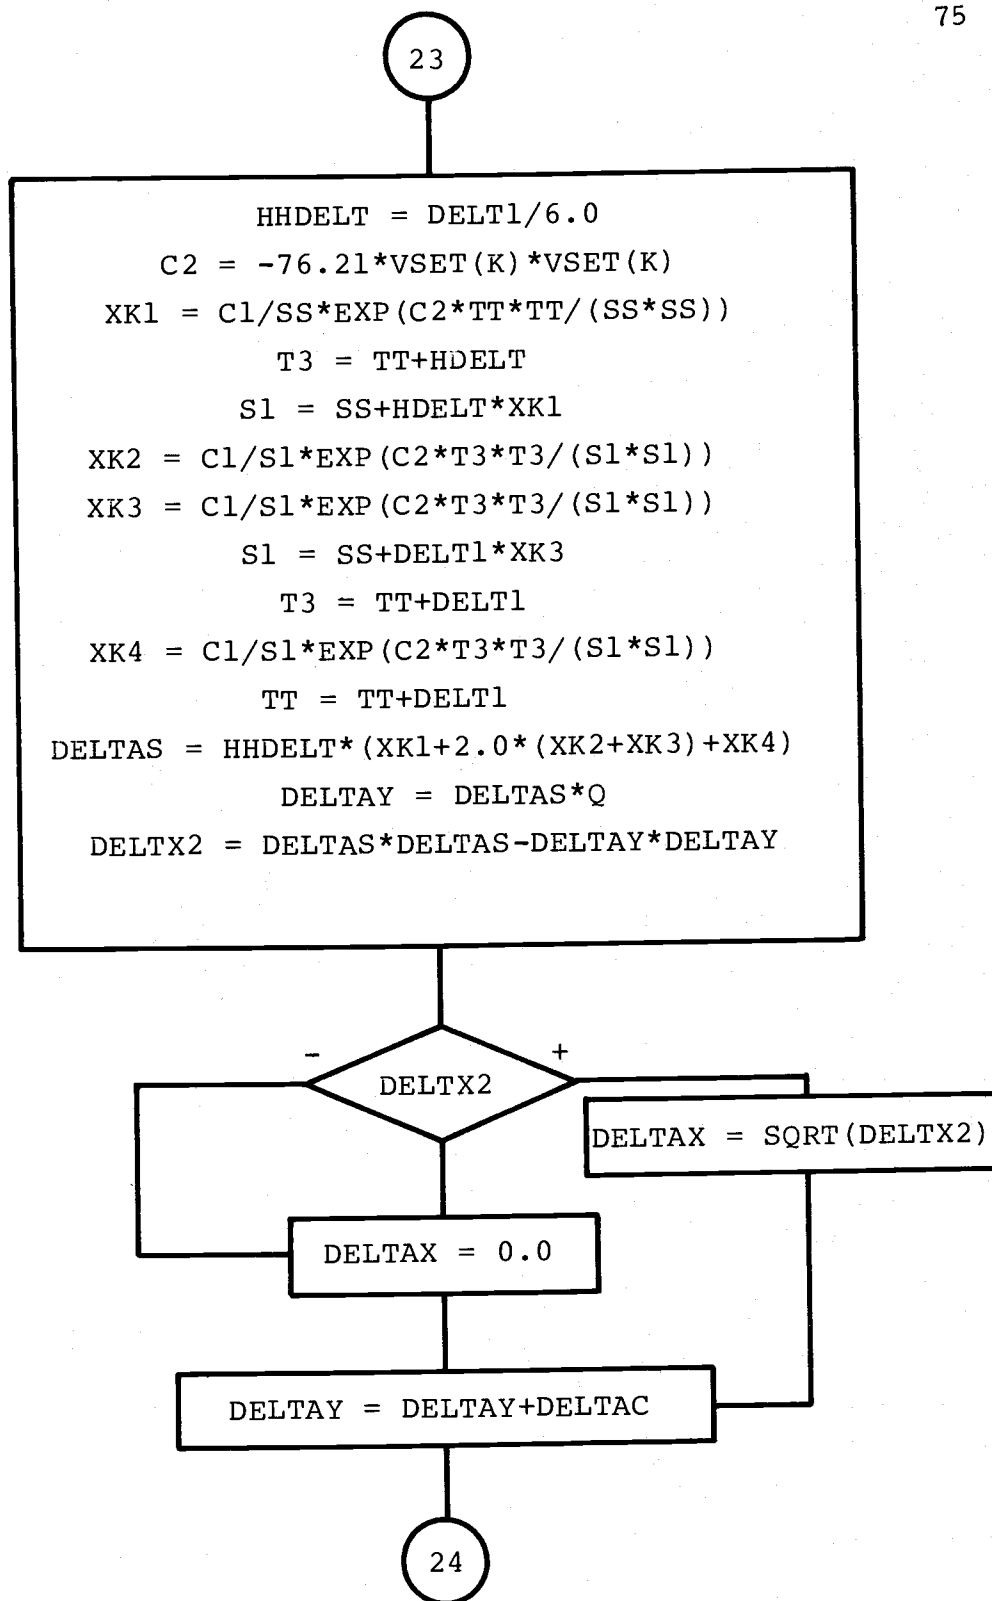 75
23
HHDELT = DELT1/6.0
C2 = -76.21*VSET(K)*VSET(K)
XK1 = C1/SS*EXP(C2*TT*TT/(SS*SS))
T3 = TT+HDELT
S1 = SS+HDELT*XK1
XK2 = C1/S1*EXP(C2*T3*T3/(S1*S1))
XK3 = C1/S1*EXP(C2*T3*T3/(S1*S1))
S1 = SS+DELT1*XK3
T3 = TT+DELT1
XK4 = C1/S1*EXP(C2*T3*T3/(S1*S1))
TT = TT+DELT1
DELTAS = HHDELT*(XK1+2.0*(XK2+XK3)+XK4)
DELTAY = DELTAS*Q
DELTX2 = DELTAS*DELTAS-DELTAY*DELTAY
- +
DELTX2
DELTAX = SQRT(DELTX2)
DELTAX = 0.0
DELTAY = DELTAY+DELTAC
24